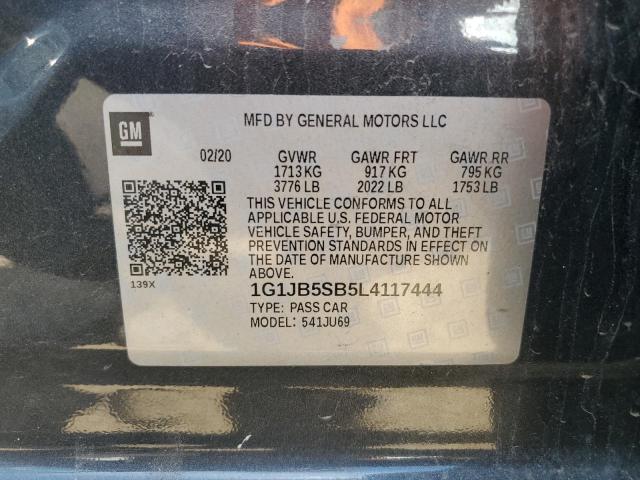 GM
MFD BY GENERAL MOTORS LLC
02/20 GVWR GAWR FRT GAWR RR
1713 KG 917 KG 795 KG
3776 LB 2022 LB 1753 LB
THIS VEHICLE CONFORMS TO ALL
APPLICABLE U.S. FEDERAL MOTOR
VEHICLE SAFETY, BUMPER, AND THEFT
PREVENTION STANDARDS IN EFFECT ON
THE DATE OF MANUFACTURE SHOWN
ABOVE.
139X
1G1JB5SB5L4117444
TYPE: PASS CAR
MODEL: 541JU69